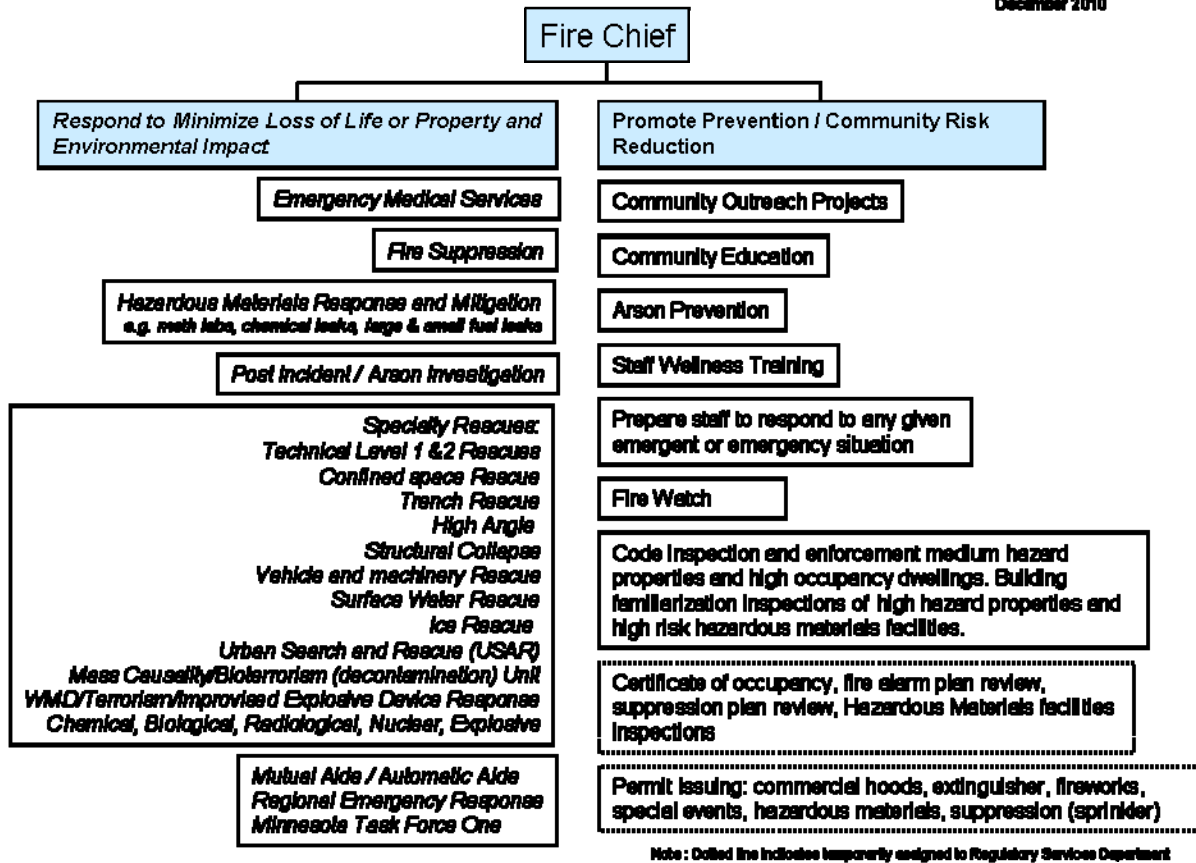 December 2010
Fire Chief
Respond to Minimize Loss of Life or Property and
Environmental Impact
Emergency Medical Services
Fire Suppression
Hazardous Materials Response and Mitigation
e.g. meth labs, chemical leaks, large & small fuel leaks
Post Incident / Arson Investigation
Specialty Rescues:
Technical Level 1 &2 Rescues
Confined space Rescue
Trench Rescue
High Angle
Structural Collapse
Vehicle and machinery Rescue
Surface Water Rescue
Ice Rescue
Urban Search and Rescue (USAR)
Mass Causality/Bioterrorism (decontamination) Unit
WMD/Terrorism/Improvised Explosive Device Response
Chemical, Biological, Radiological, Nuclear, Explosive
Mutual Aide / Automatic Aide
Regional Emergency Response
Minnesota Task Force One
Promote Prevention / Community Risk
Reduction
Community Outreach Projects
Community Education
Arson Prevention
Staff Wellness Training
Prepare staff to respond to any given
emergent or emergency situation
Fire Watch
Code inspection and enforcement medium hazard
properties and high occupancy dwellings. Building
familiarization inspections of high hazard properties and
high risk hazardous materials facilities.
Certificate of occupancy, fire alarm plan review,
suppression plan review, Hazardous Materials facilities
inspections
Permit issuing: commercial hoods, extinguisher, fireworks,
special events, hazardous materials, suppression (sprinkler)
Note : Dotted line indicates temporarily assigned to Regulatory Services Department